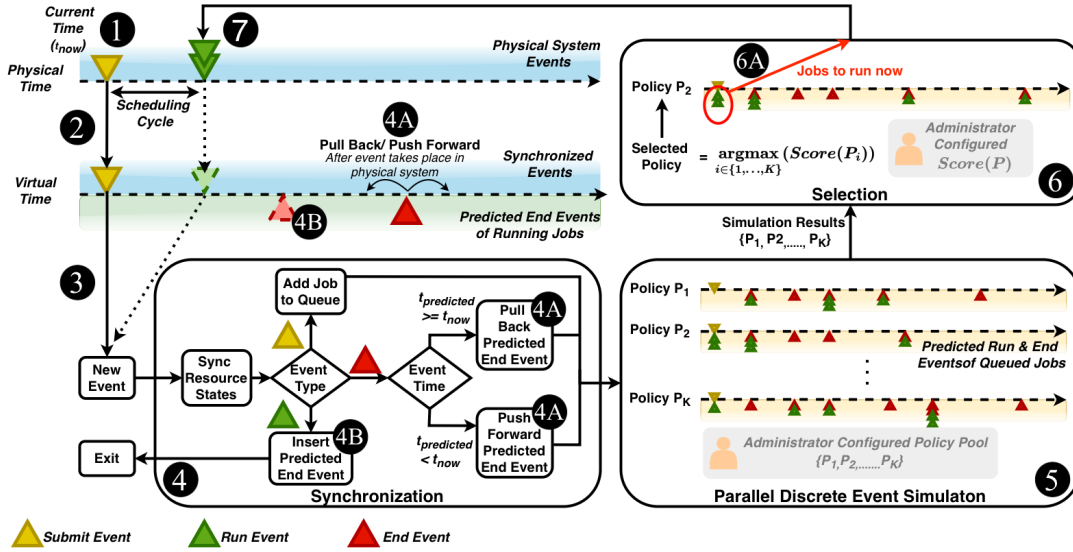 Current
Time
(t_now)
1
7
Physical System
Events
Physical
Time
Scheduling
Cycle
2
4A
Pull Back/ Push Forward
After event takes place in
physical system
Synchronized
Events
Virtual
Time
4B
Predicted End Events
of Running Jobs
3
Add Job
to Queue
t_predicted
>= t_now
Pull
Back
Predicted
End Event
4A
New
Event
Sync
Resource
States
Event
Type
Event
Time
Exit
Insert
Predicted
End Event
4B
t_predicted
< t_now
Push
Forward
Predicted
End Event
4A
4
Synchronization
6A
Jobs to run now
Policy P2
Selected
Policy
= argmax (Score(Pi))
i∈{1,...,K}
Administrator
Configured
Score(P)
Selection
6
Simulation Results
{P1, P2,....., PK}
Policy P1
Policy P2
Predicted Run & End
Eventsof Queued Jobs
Policy PK
Administrator Configured Policy Pool
{P1,P2,.......PK}
Parallel Discrete Event Simulaton
5
Submit Event
Run Event
End Event